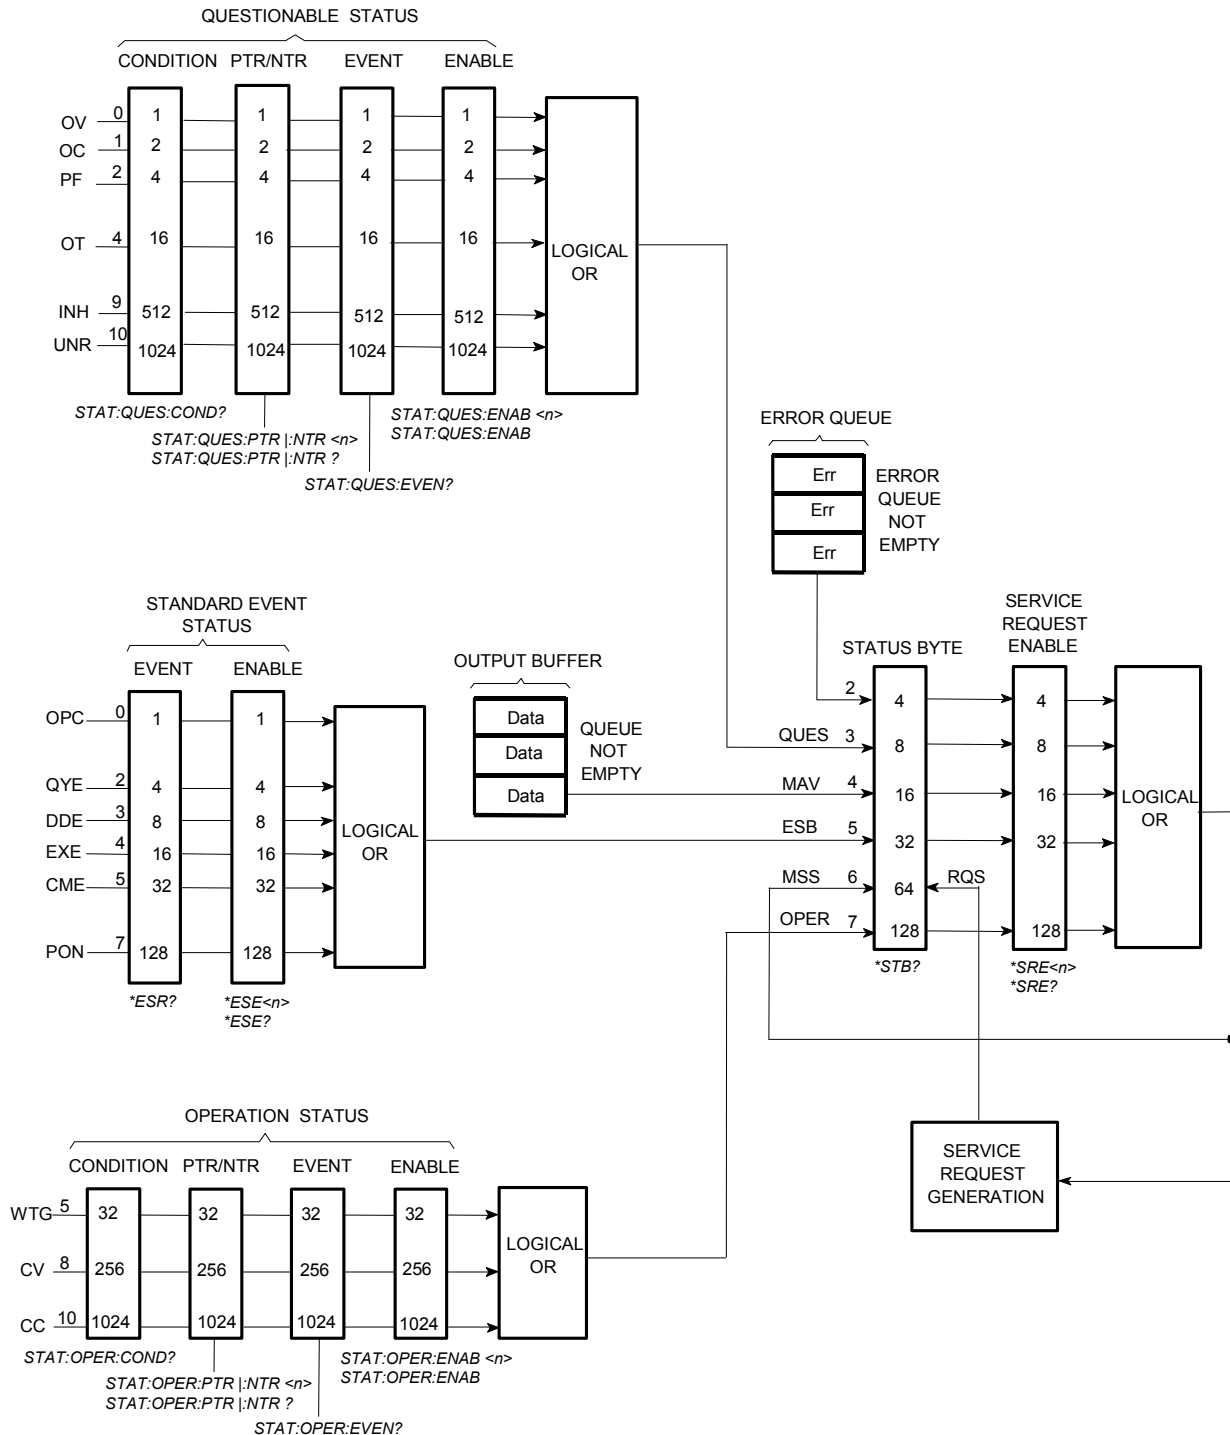 QUESTIONABLE STATUS
CONDITION PTR/NTR EVENT ENABLE
OV 0 1 1 1 1
OC 1 2 2 2 2
PF 2 4 4 4 4
OT 4 16 16 16 16
LOGICAL
OR
INH 9 512 512 512 512
UNR 10 1024 1024 1024 1024
STAT:QUES:COND?
STAT:QUES:PTR |:NTR <n>
STAT:QUES:PTR |:NTR ?
STAT:QUES:EVEN?
STAT:QUES:ENAB <n>
STAT:QUES:ENAB
ERROR QUEUE
Err
Err
Err
ERROR
QUEUE
NOT
EMPTY
STANDARD EVENT
STATUS
EVENT ENABLE
OPC 0 1 1
QYE 2 4 4
DDE 3 8 8
EXE 4 16 16
CME 5 32 32
PON 7 128 128
LOGICAL
OR
*ESR?
*ESE<n>
*ESE?
OUTPUT BUFFER
Data
Data
Data
QUEUE
NOT
EMPTY
STATUS BYTE
SERVICE
REQUEST
ENABLE
2 4 4
QUES 3 8 8
MAV 4 16 16
ESB 5 32 32
MSS 6 64 RQS
OPER 7 128 128
LOGICAL
OR
*STB?
*SRE<n>
*SRE?
SERVICE
REQUEST
GENERATION
OPERATION STATUS
CONDITION PTR/NTR EVENT ENABLE
WTG 5 32 32 32 32
CV 8 256 256 256 256
CC 10 1024 1024 1024 1024
LOGICAL
OR
STAT:OPER:COND?
STAT:OPER:PTR |:NTR <n>
STAT:OPER:PTR |:NTR ?
STAT:OPER:EVEN?
STAT:OPER:ENAB <n>
STAT:OPER:ENAB